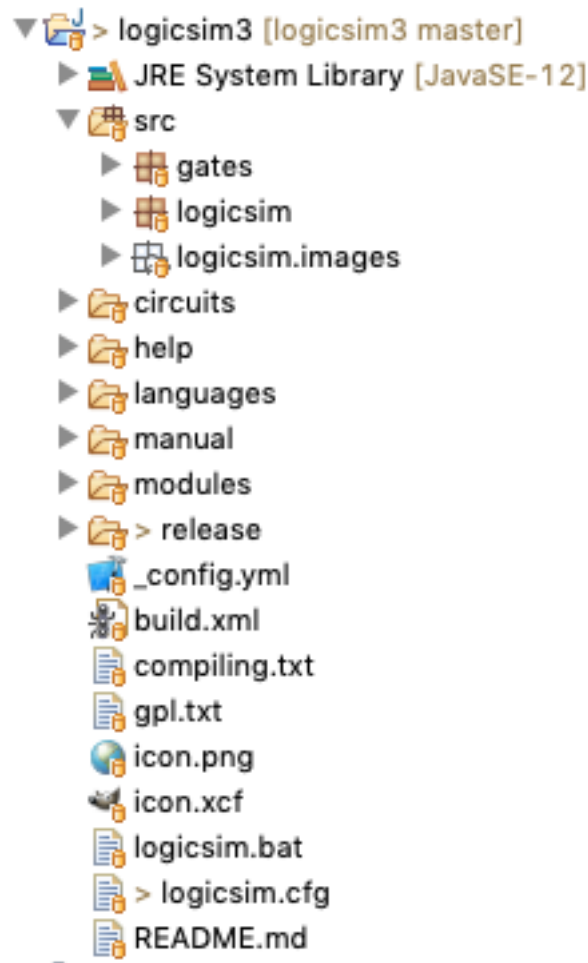 > logicsim3 [logicsim3 master]
JRE System Library [JavaSE-12]
src
gates
logicsim
logicsim.images
circuits
help
languages
manual
modules
> release
_config.yml
build.xml
compiling.txt
gpl.txt
icon.png
icon.xcf
logicsim.bat
> logicsim.cfg
README.md